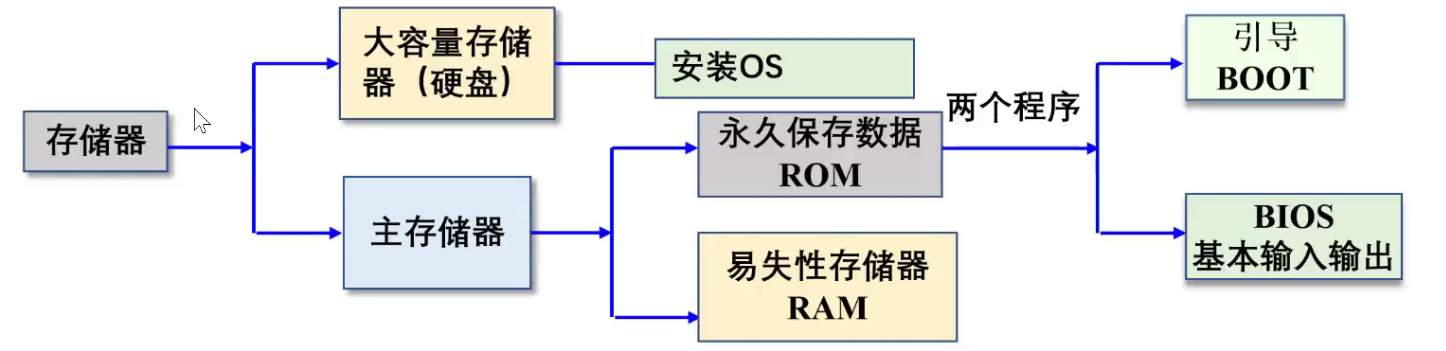 存储器
大容量存储
器（硬盘）
安装OS
主存储器
永久保存数据
ROM
易失性存储器
RAM
两个程序
引导
BOOT
BIOS
基本输入输出